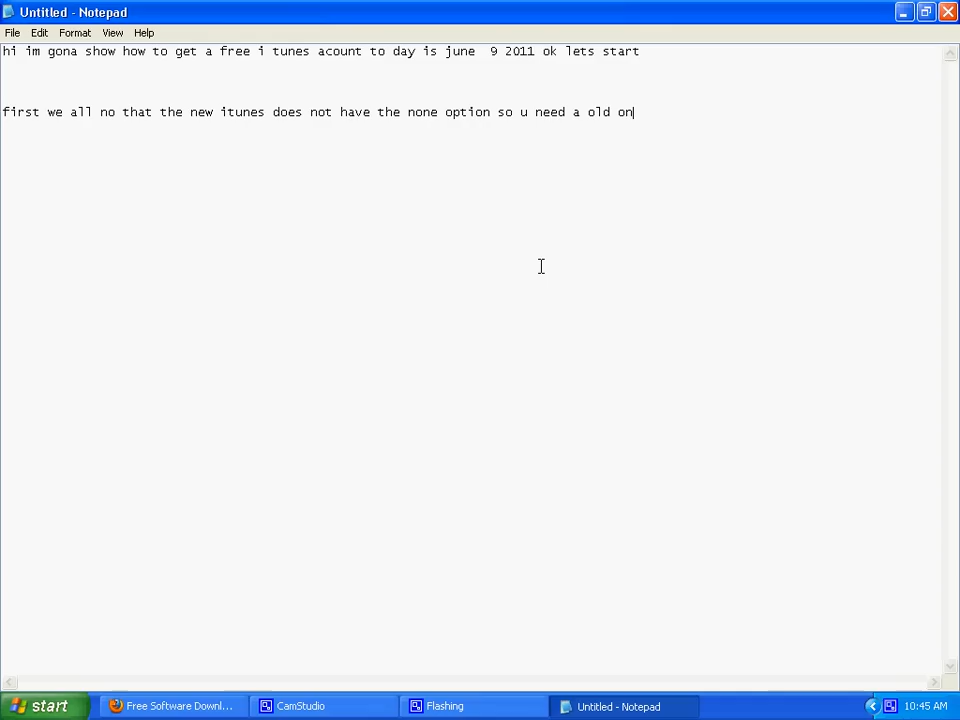 Untitled - Notepad
File Edit Format View Help
hi im gona show how to get a free i tunes acount to day is june  9 2011 ok lets start
first we all no that the new itunes does not have the none option so u need a old on
start
Free Software Downl...
CamStudio
Flashing
Untitled - Notepad
10:45 AM